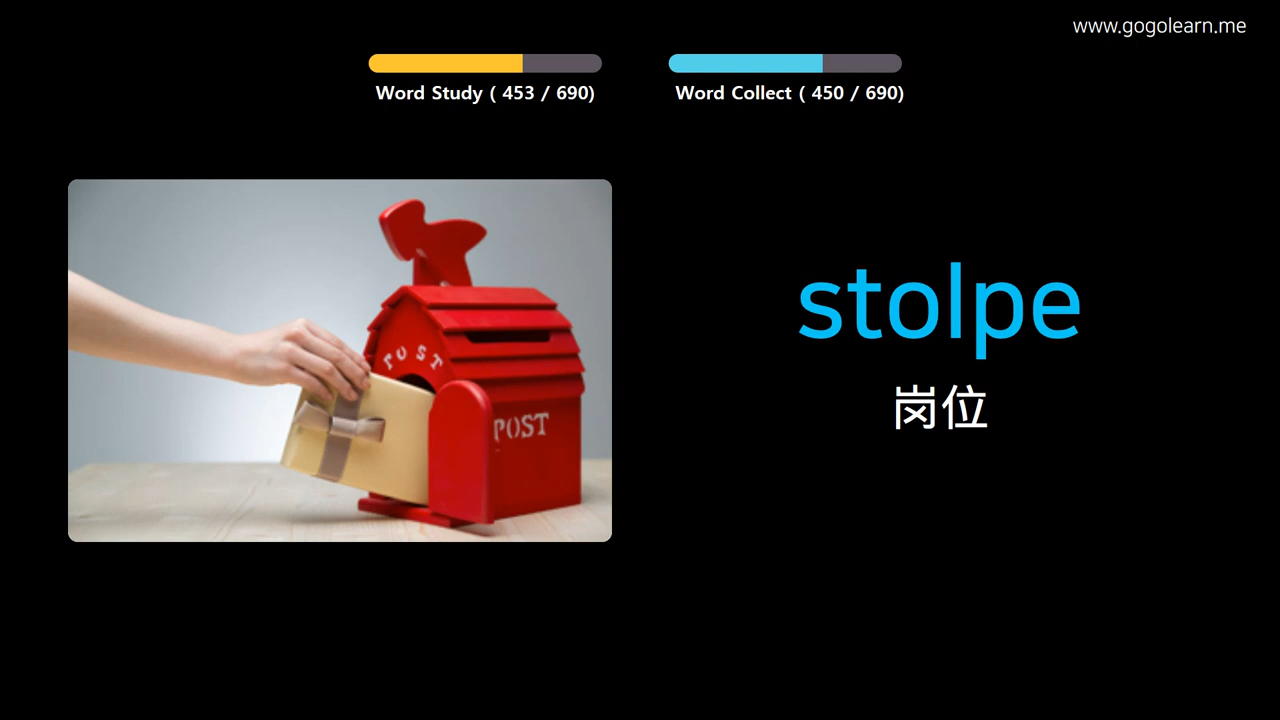 www.gogolearn.me
Word Study ( 453 / 690)
Word Collect ( 450 / 690)
POST
POST
stolpe
岗位